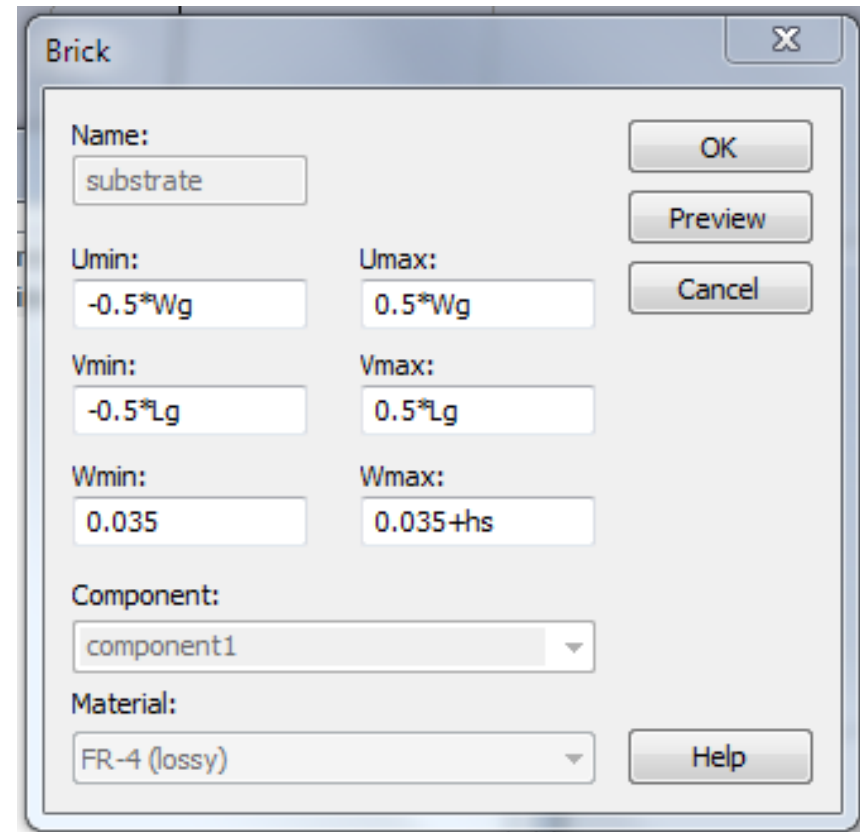 Brick
Name:
OK
substrate
Preview
Umin:
Umax:
Cancel
-0.5*Wg
0.5*Wg
Vmin:
Vmax:
-0.5*Lg
0.5*Lg
Wmin:
Wmax:
0.035
0.035+hs
Component:
component1
Material:
FR-4 (lossy)
Help